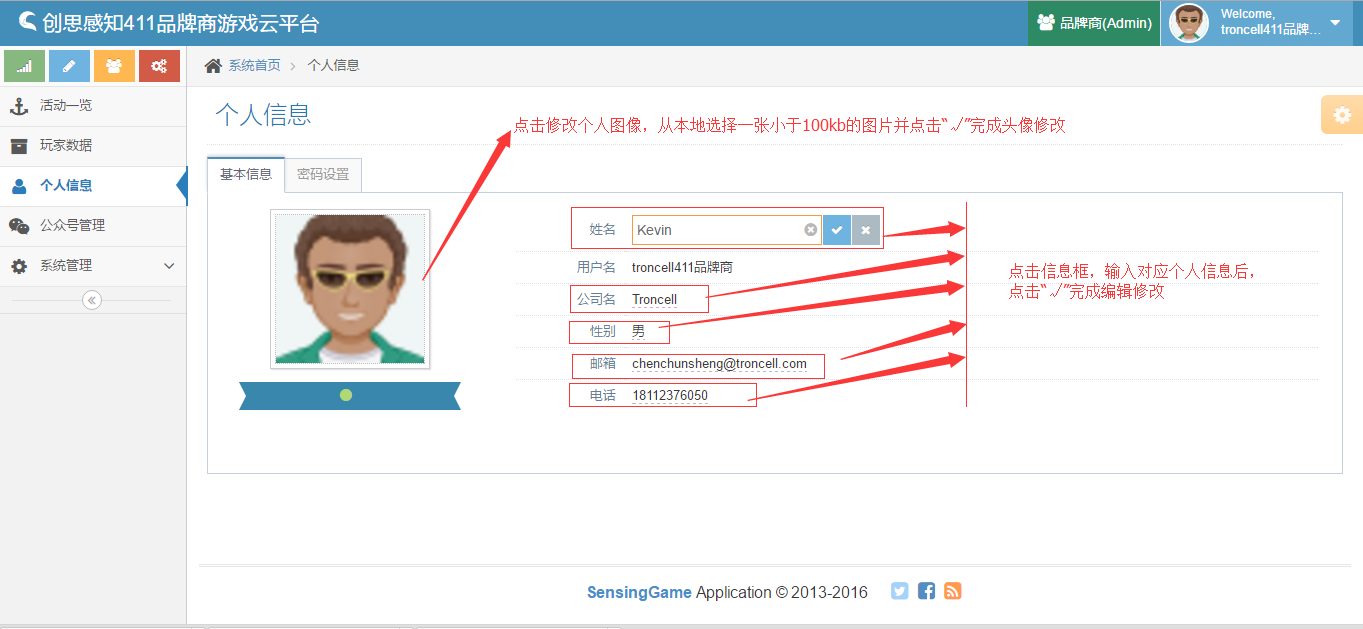 创思感知411品牌商游戏云平台
品牌商(Admin)
Welcome,
troncell411品牌...
系统首页
个人信息
活动一览
玩家数据
个人信息
公众号管理
系统管理
个人信息
点击修改个人图像，从本地选择一张小于100kb的图片并点击“√”完成头像修改
基本信息
密码设置
姓名 Kevin
用户名 troncell411品牌商
公司名 Troncell
性别 男
邮箱 chenchunsheng@troncell.com
电话 18112376050
点击信息框，输入对应个人信息后，
点击“√”完成编辑修改
SensingGame Application © 2013-2016